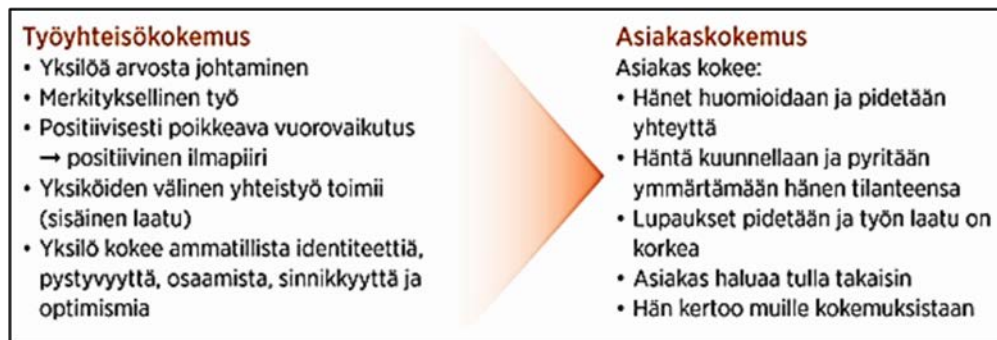 Työyhteisökokemus
• Yksilöä arvosta johtaminen
• Merkityksellinen työ
• Positiivisesti poikkeava vuorovaikutus
→ positiivinen ilmapiiri
• Yksiköiden välinen yhteistyö toimii
(sisäinen laatu)
• Yksilö kokee ammatillista identiteettiä,
pystyvyyttä, osaamista, sinnikkyyttä ja
optimismia
Asiakaskokemus
Asiakas kokee:
• Hänet huomioidaan ja pidetään
yhteyttä
• Häntä kuunnellaan ja pyritään
ymmärtämään hänen tilanteensa
• Lupaukset pidetään ja työn laatu on
korkea
• Asiakas haluaa tulla takaisin
• Hän kertoo muille kokemuksistaan